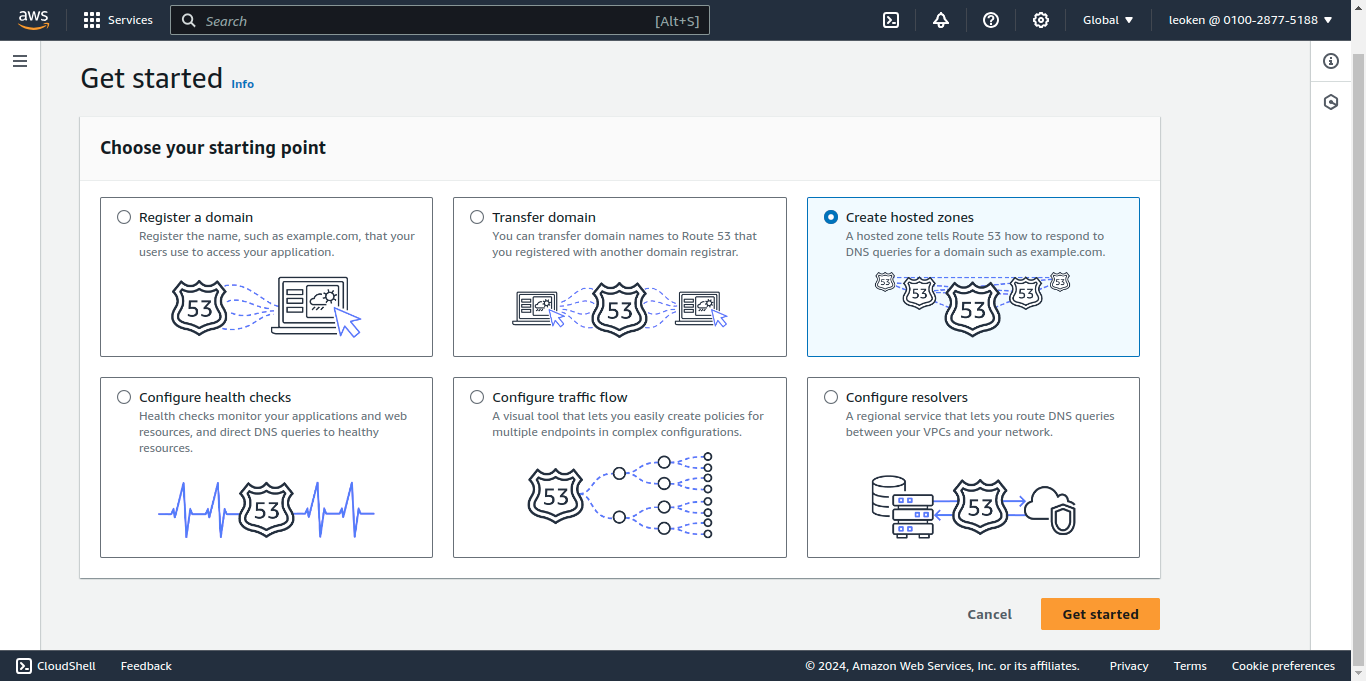 aws Services Search [Alt+S] Global leoken @ 0100-2877-5188
Get started Info
Choose your starting point
Register a domain
Register the name, such as example.com, that your
users use to access your application.
53
Transfer domain
You can transfer domain names to Route 53 that
you registered with another domain registrar.
53
Create hosted zones
A hosted zone tells Route 53 how to respond to
DNS queries for a domain such as example.com.
53 53 53 53 53
Configure health checks
Health checks monitor your applications and web
resources, and direct DNS queries to healthy
resources.
53
Configure traffic flow
A visual tool that lets you easily create policies for
multiple endpoints in complex configurations.
53
Configure resolvers
A regional service that lets you route DNS queries
between your VPCs and your network.
53
Cancel Get started
CloudShell Feedback © 2024, Amazon Web Services, Inc. or its affiliates. Privacy Terms Cookie preferences